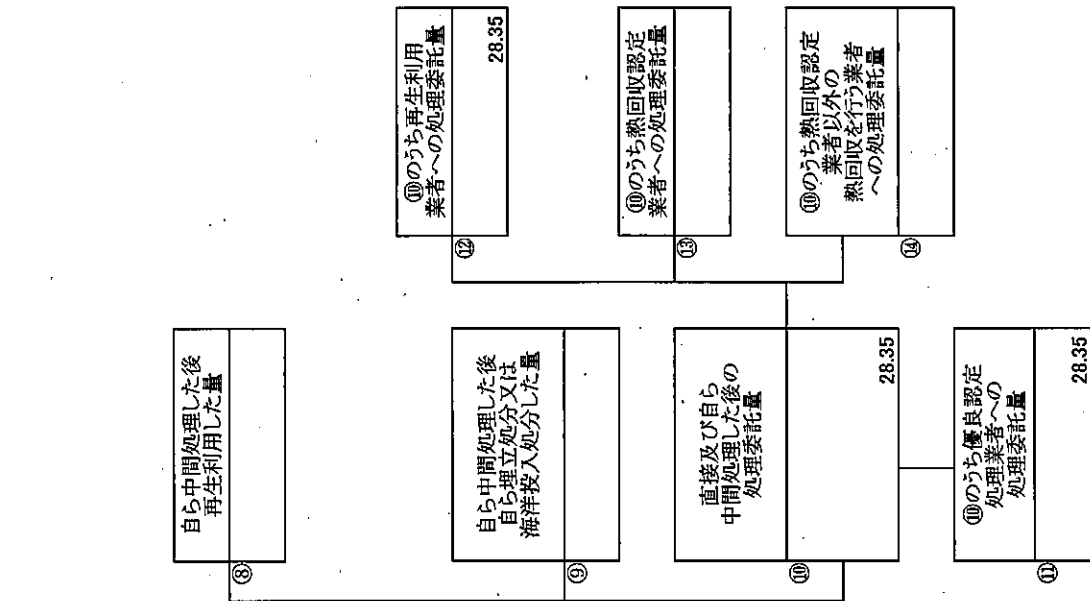 ⑧
自ら中間処理した後
再生利用した量
⑨
自ら中間処理した後
自ら埋立処分又は
海洋投入処分した量
⑩
直接及び自ら
中間処理した後の
処理委託量
28.35
⑪
⑩のうち優良認定
処理業者への
処理委託量
28.35
⑫
⑩のうち再生利用
業者への処理委託量
28.35
⑬
⑩のうち熱回収認定
業者への処理委託量
⑭
⑩のうち熱回収認定
業者以外の
熱回収を行う業者
への処理委託量